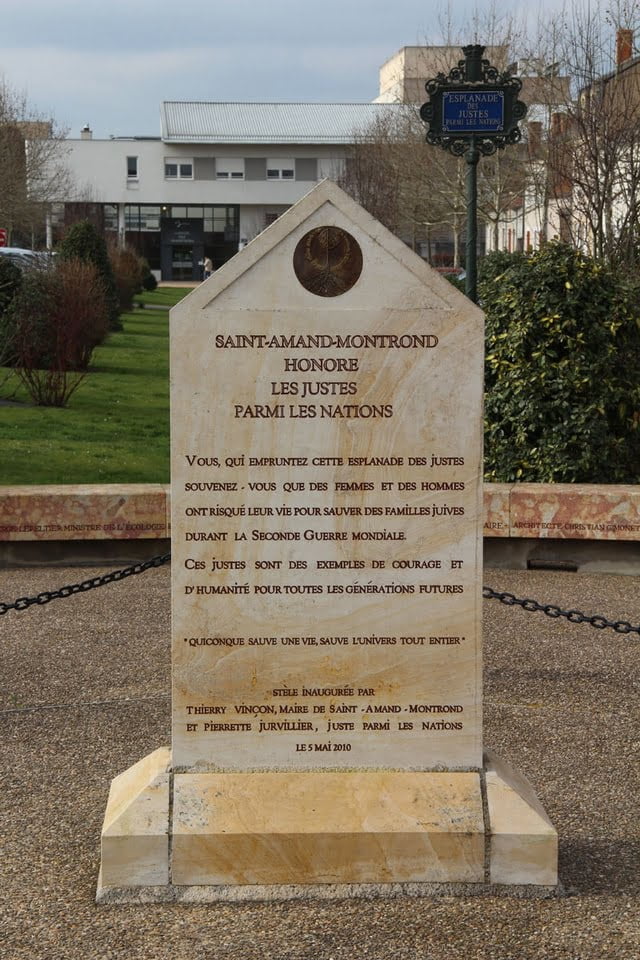 ESPLANADE
DES
JUSTES
PARMI LES NATIONS
SAINT-AMAND-MONTROND
HONORE
LES JUSTES
PARMI LES NATIONS
VOUS, QUI EMPRUNTEZ CETTE ESPLANADE DES JUSTES
SOUVENEZ - VOUS QUE DES FEMMES ET DES HOMMES
ONT RISQUÉ LEUR VIE POUR SAUVER DES FAMILLES JUIVES
DURANT LA SECONDE GUERRE MONDIALE.
CES JUSTES SONT DES EXEMPLES DE COURAGE ET
D'HUMANITÉ POUR TOUTES LES GÉNÉRATIONS FUTURES
"QUICONQUE SAUVE UNE VIE, SAUVE L'UNIVERS TOUT ENTIER"
STÈLE INAUGURÉE PAR
THIERRY VINÇON, MAIRE DE SAINT - AMAND - MONTROND
ET PIERRETTE JURVILLIER, JUSTE PARMI LES NATIONS
LE 5 MAI 2010
LEPELTIER MINISTRE DE L'ÉCOLOGIE
AIRE - ARCHITECTE CHRISTIAN GIMONET